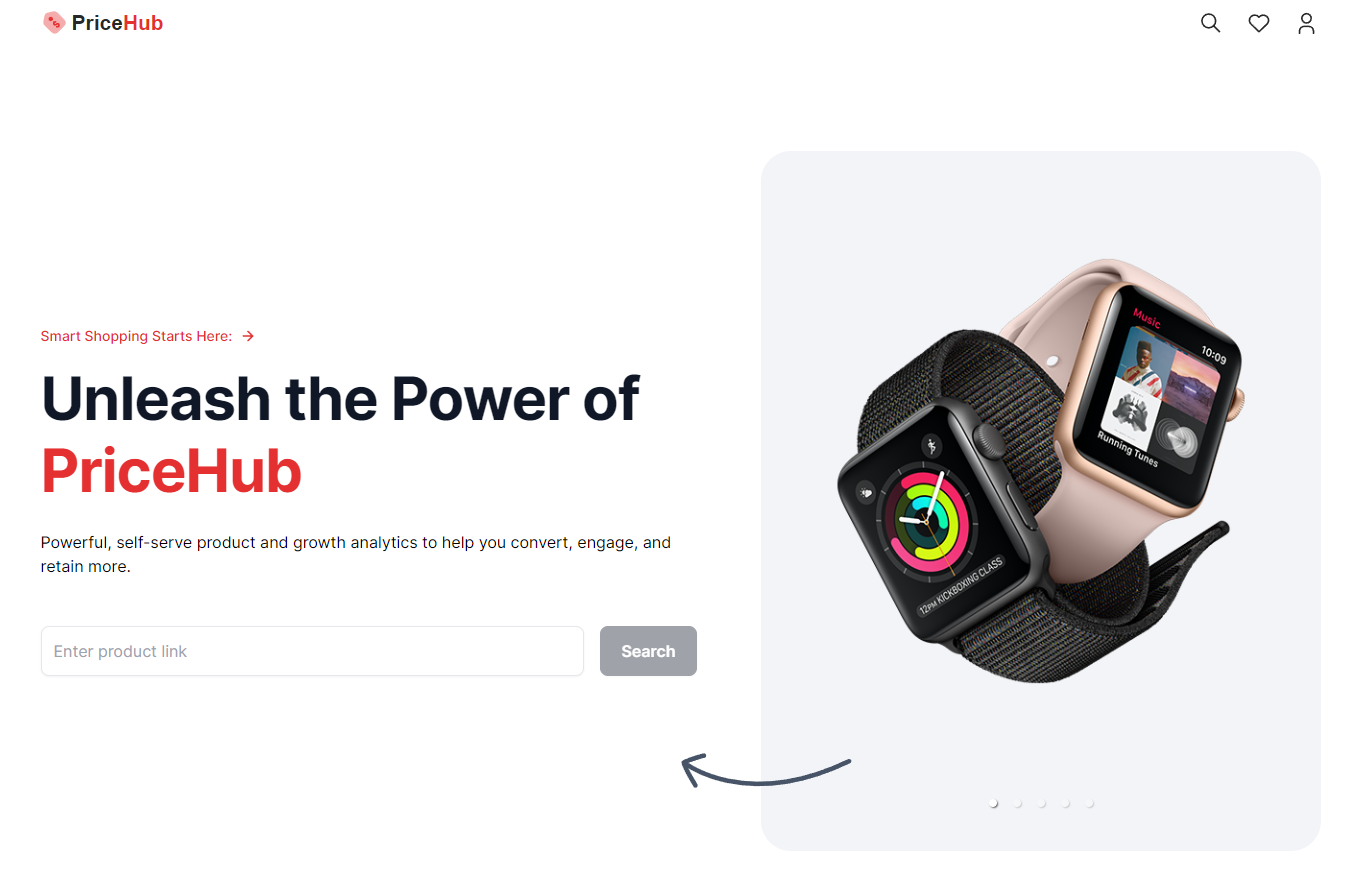 PriceHub
Smart Shopping Starts Here:
Unleash the Power of
PriceHub
Powerful, self-serve product and growth analytics to help you convert, engage, and
retain more.
Enter product link
Search
Music
10:09
Running Tunes
12PM KICKBOXING CLASS